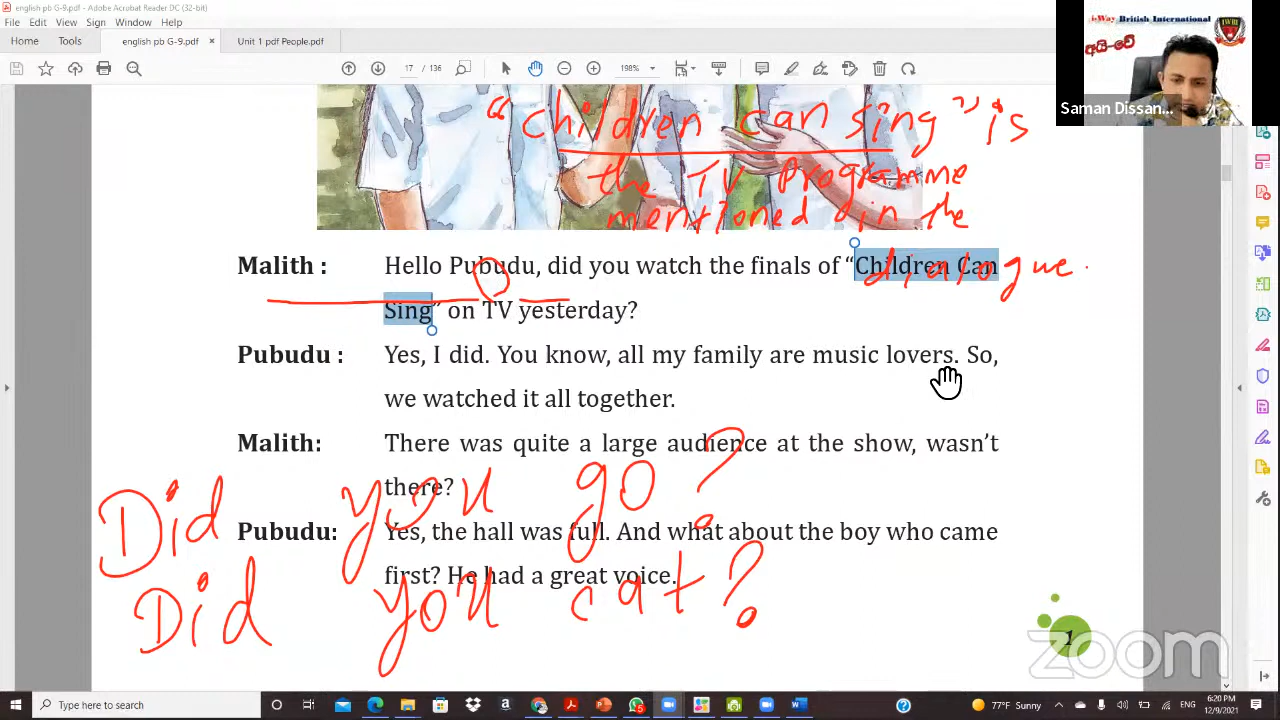 english pb G-9.pdf - Adobe Acrobat Reader DC (32-bit)
File Edit View Sign Window Help
Home Tools english pb G-9.pdf × Unit 1 pdf People.pdf
17 / 136 198%
i-Way British International
IWBI
අයි-වේ
Saman Dissan...
"Children can sing" is
the TV Programme
mentioned in the
dialogue.
Malith : Hello Pubudu, did you watch the finals of “Children Can
Sing” on TV yesterday?
Pubudu : Yes, I did. You know, all my family are music lovers. So,
we watched it all together.
Malith: There was quite a large audience at the show, wasn’t
there?
Did you go?
Pubudu: Yes, the hall was full. And what about the boy who came
first? He had a great voice.
Did you eat?
1
zoom
Type here to search
5
77°F Sunny
ENG
6:20 PM
12/9/2021